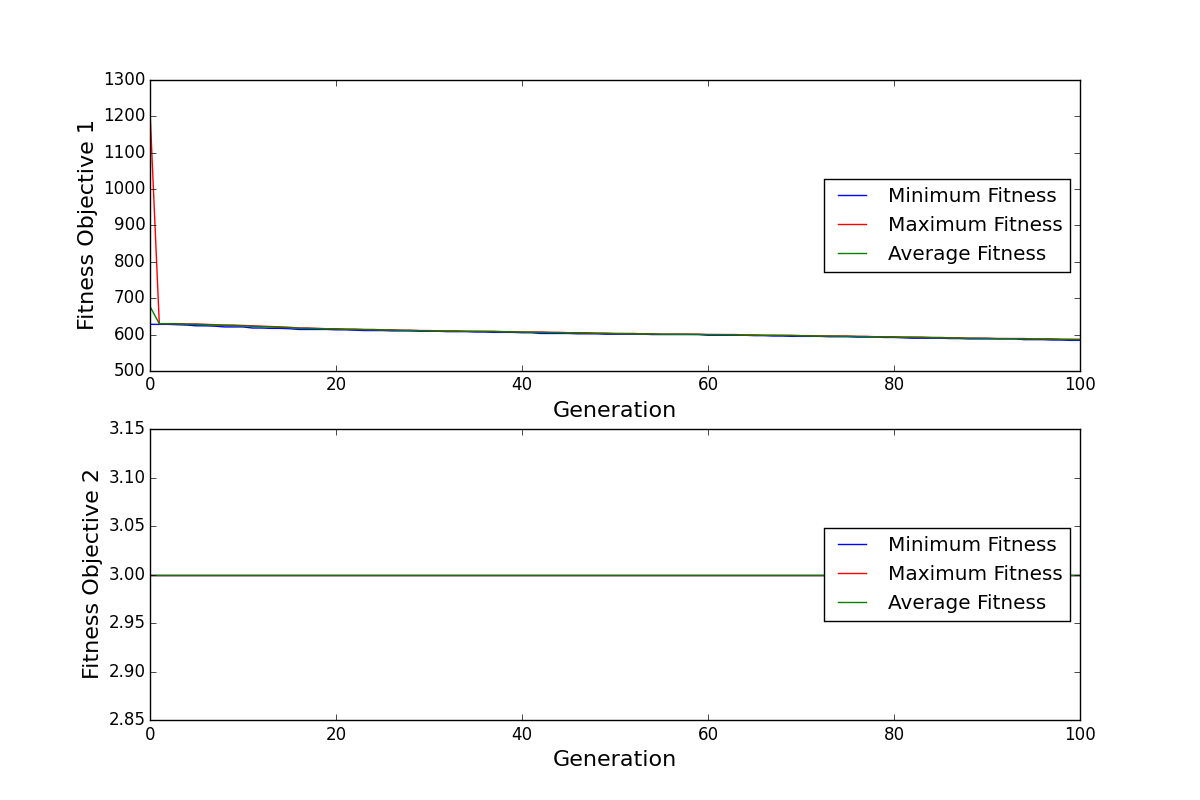 1300
1200
1100
1000
900
800
700
600
500
Fitness Objective 1
Minimum Fitness
Maximum Fitness
Average Fitness
0 20 40 60 80 100
Generation
3.15
3.10
3.05
3.00
2.95
2.90
2.85
Fitness Objective 2
Minimum Fitness
Maximum Fitness
Average Fitness
0 20 40 60 80 100
Generation